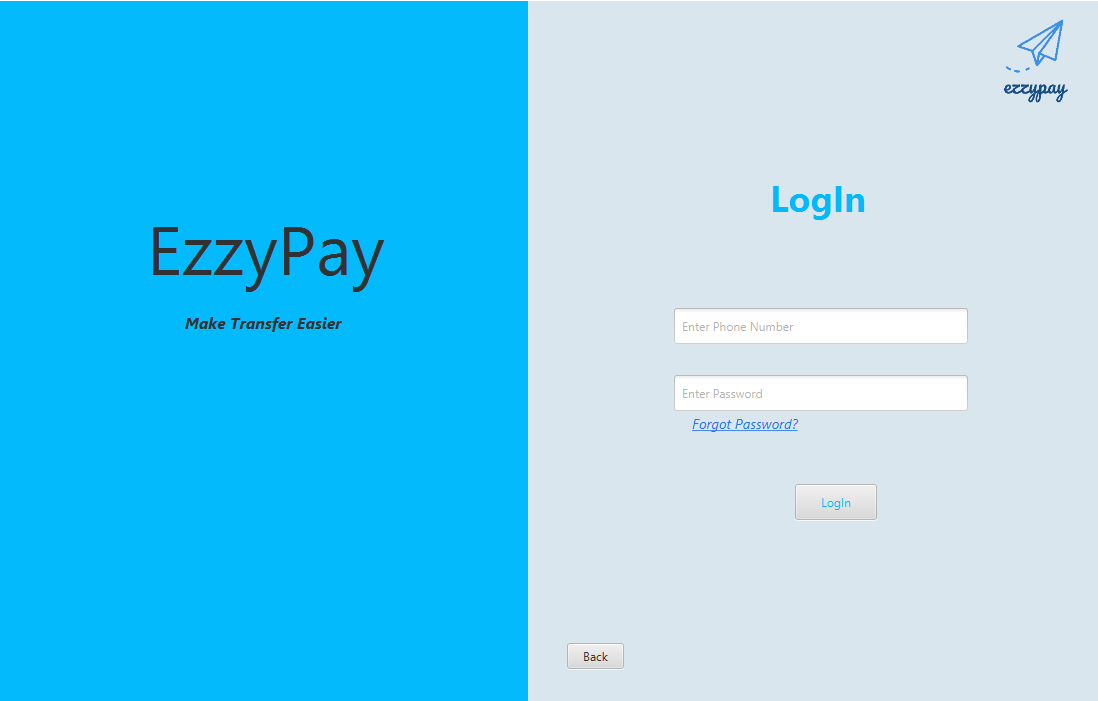 EzzyPay
Make Transfer Easier
ezzypay
LogIn
Enter Phone Number
Enter Password
Forgot Password?
LogIn
Back